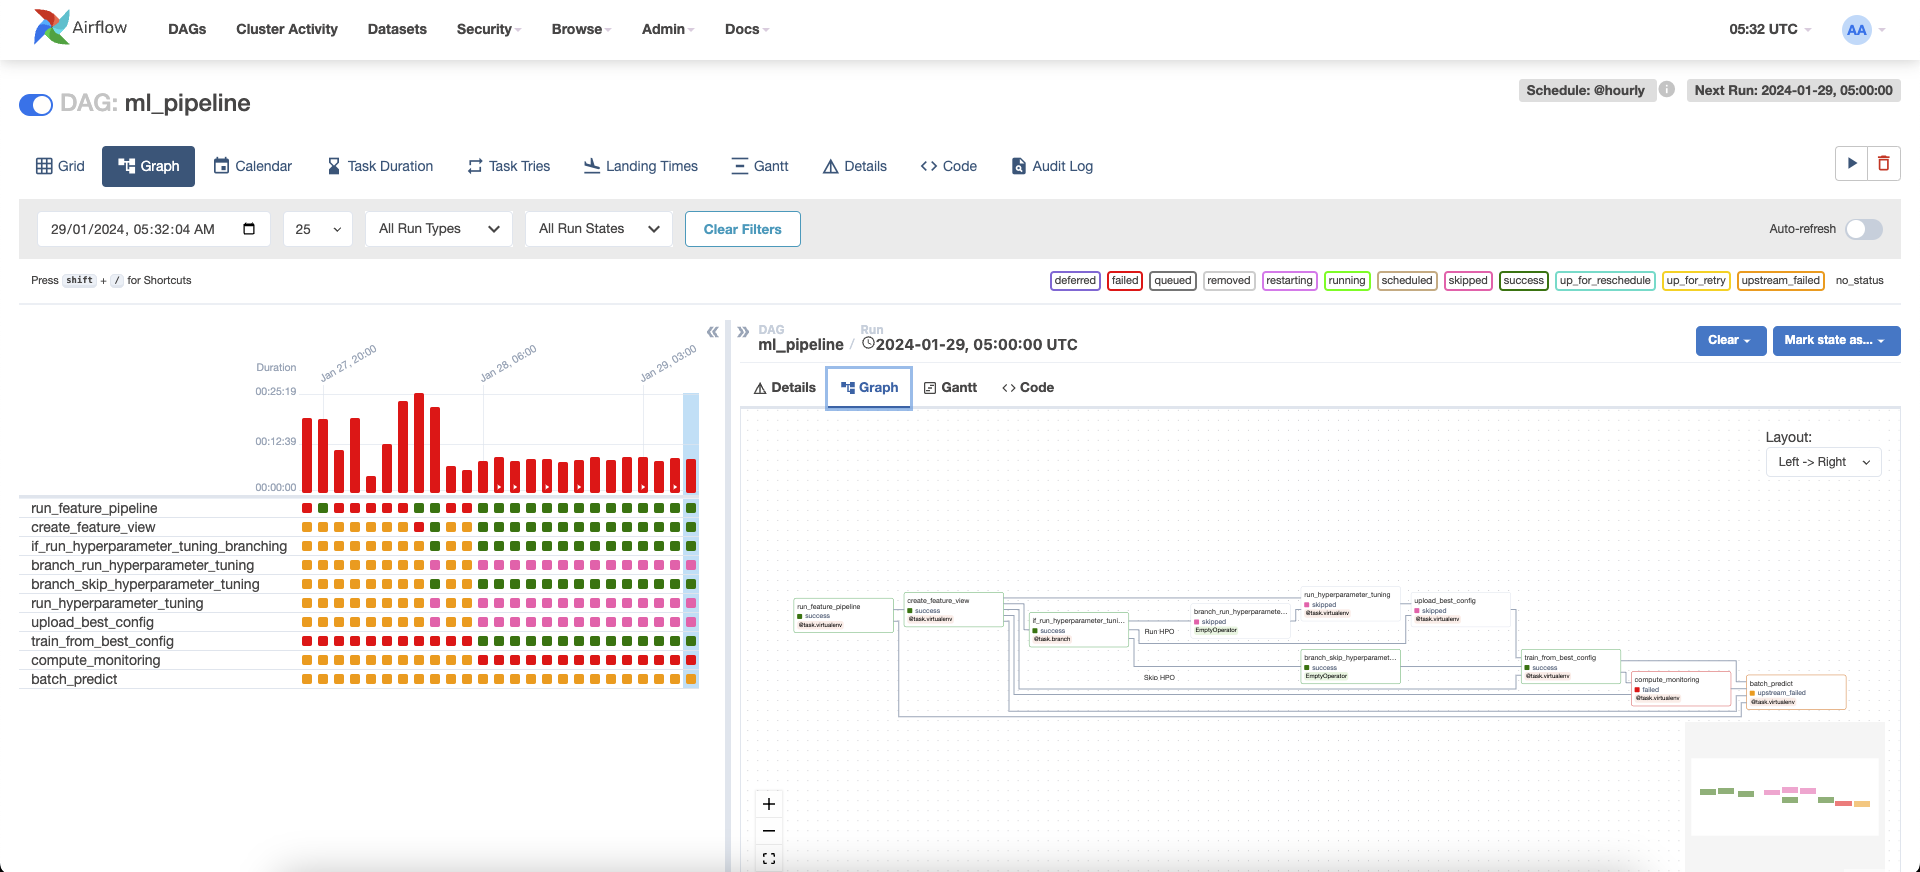 Airflow
DAGs
Cluster Activity
Datasets
Security
Browse
Admin
Docs
05:32 UTC
AA
DAG: ml_pipeline
Schedule: @hourly
Next Run: 2024-01-29, 05:00:00
Grid
Graph
Calendar
Task Duration
Task Tries
Landing Times
Gantt
Details
Code
Audit Log
29/01/2024, 05:32:04 AM
25
All Run Types
All Run States
Clear Filters
Auto-refresh
Press shift + / for Shortcuts
deferred
failed
queued
removed
restarting
running
scheduled
skipped
success
up_for_reschedule
up_for_retry
upstream_failed
no_status
Duration
00:25:19
00:12:39
00:00:00
Jan 27, 20:00
Jan 28, 06:00
Jan 29, 03:00
run_feature_pipeline
create_feature_view
if_run_hyperparameter_tuning_branching
branch_run_hyperparameter_tuning
branch_skip_hyperparameter_tuning
run_hyperparameter_tuning
upload_best_config
train_from_best_config
compute_monitoring
batch_predict
DAG
ml_pipeline
/
Run
2024-01-29, 05:00:00 UTC
Clear
Mark state as...
Details
Graph
Gantt
Code
Layout:
Left -> Right
run_feature_pipeline
success
@task.virtualenv
create_feature_view
success
@task.virtualenv
if_run_hyperparameter_tuni...
success
@task.branch
Run HPO
Skip HPO
branch_run_hyperparamete...
skipped
EmptyOperator
run_hyperparameter_tuning
skipped
@task.virtualenv
upload_best_config
skipped
@task.virtualenv
branch_skip_hyperparamet...
success
EmptyOperator
train_from_best_config
success
@task.virtualenv
compute_monitoring
failed
@task.virtualenv
batch_predict
upstream_failed
@task.virtualenv